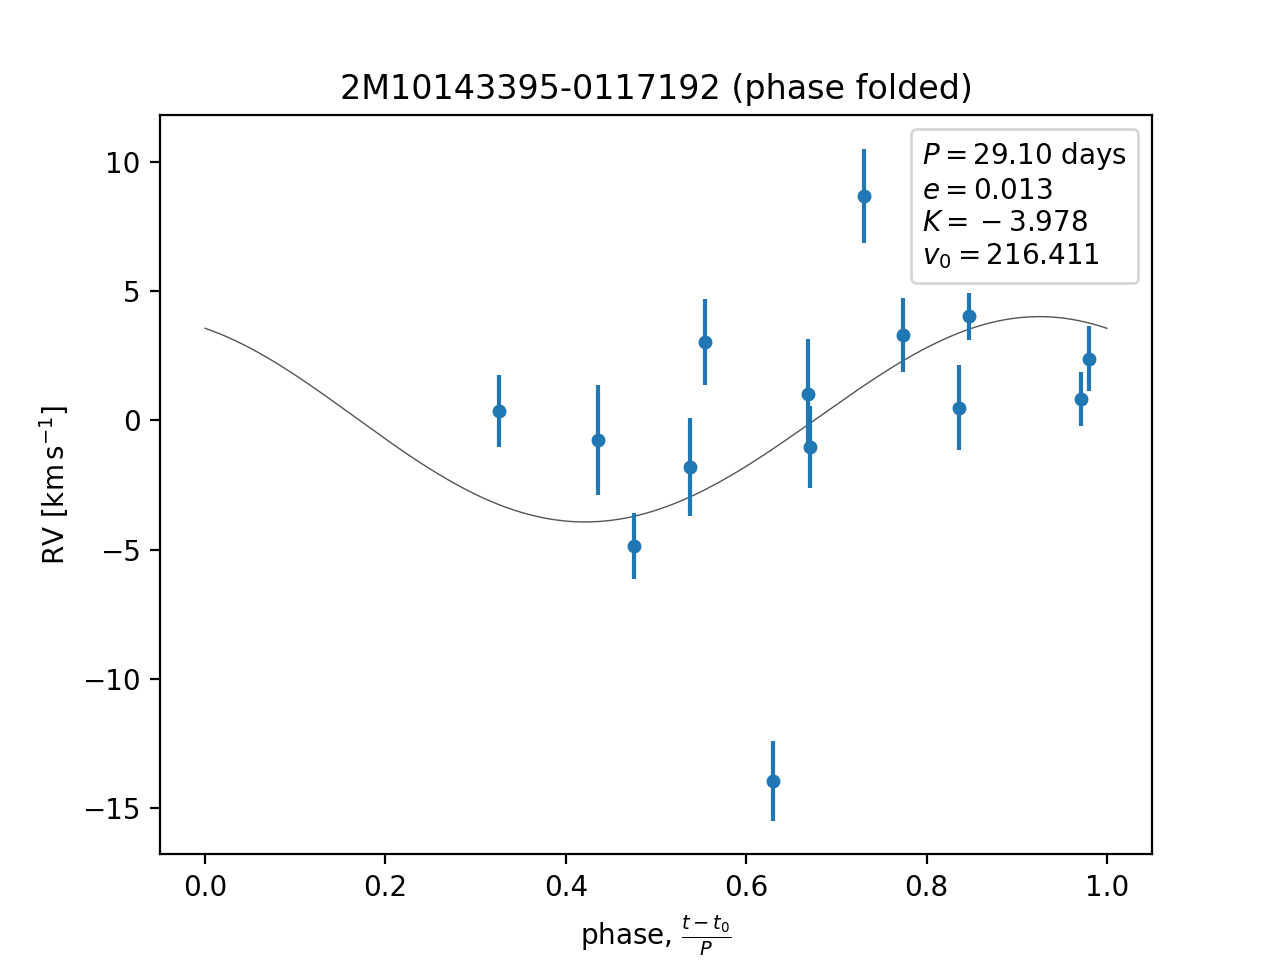 2M10143395-0117192 (phase folded)
P = 29.10 days
e = 0.013
K = −3.978
v₀ = 216.411
10
5
0
−5
−10
−15
RV [km s⁻¹]
0.0 0.2 0.4 0.6 0.8 1.0
phase, (t − t₀)/P